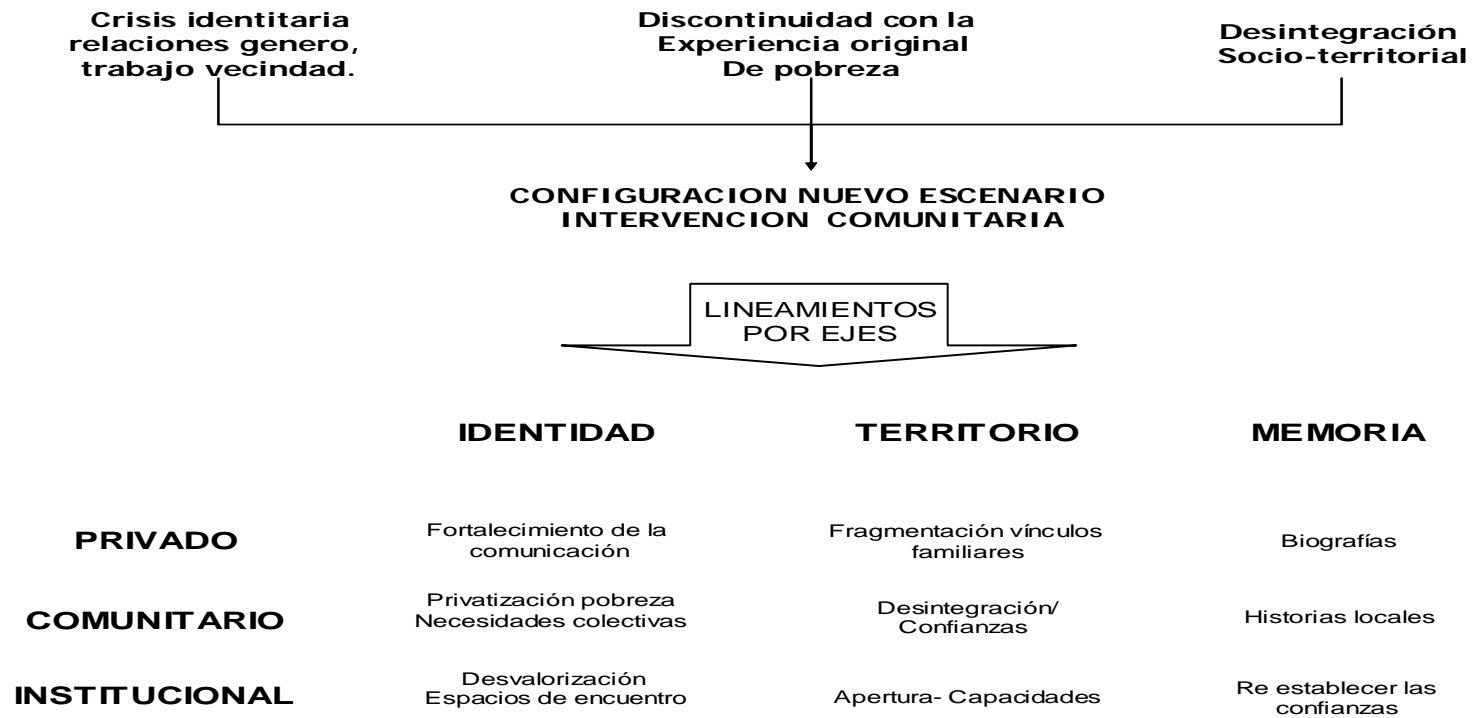 Crisis identitaria
relaciones genero,
trabajo vecindad.
Discontinuidad con la
Experiencia original
De pobreza
Desintegración
Socio-territorial
CONFIGURACION NUEVO ESCENARIO
INTERVENCION COMUNITARIA
LINEAMIENTOS
POR EJES
IDENTIDAD
TERRITORIO
MEMORIA
PRIVADO
Fortalecimiento de la
comunicación
Fragmentación vínculos
familiares
Biografías
COMUNITARIO
Privatización pobreza
Necesidades colectivas
Desintegración/
Confianzas
Historias locales
INSTITUCIONAL
Desvalorización
Espacios de encuentro
Apertura- Capacidades
Re establecer las
confianzas